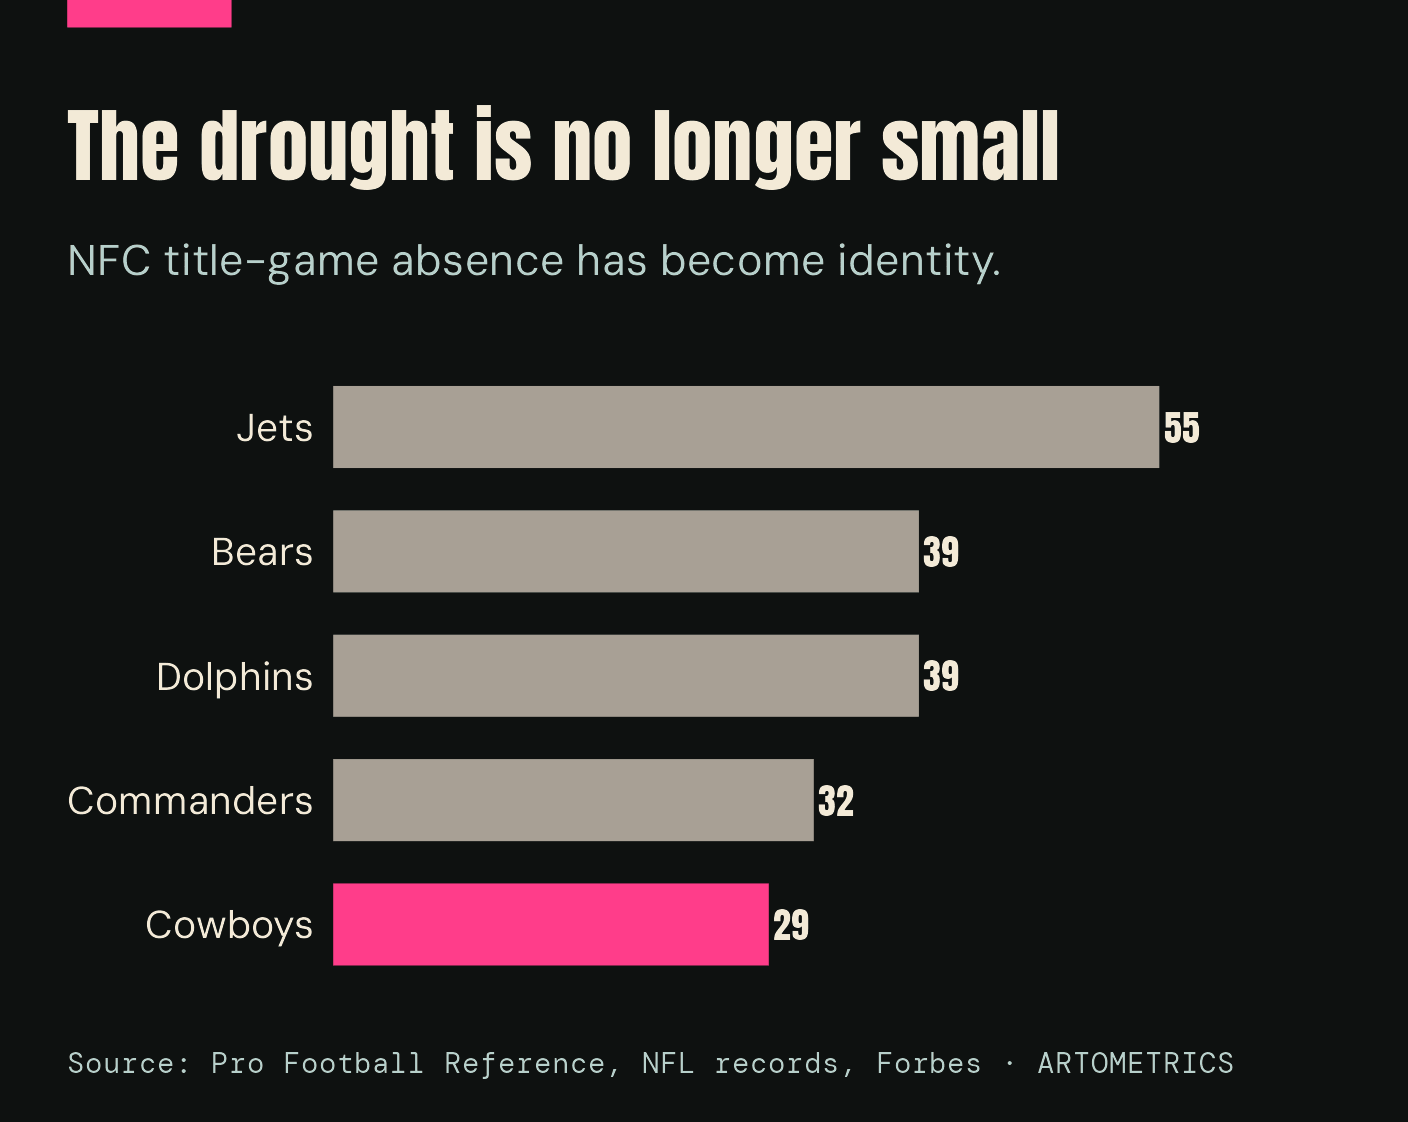 The drought is no longer small
NFC title-game absence has become identity.
Jets 55
Bears 39
Dolphins 39
Commanders 32
Cowboys 29
Source: Pro Football Reference, NFL records, Forbes · ARTOMETRICS